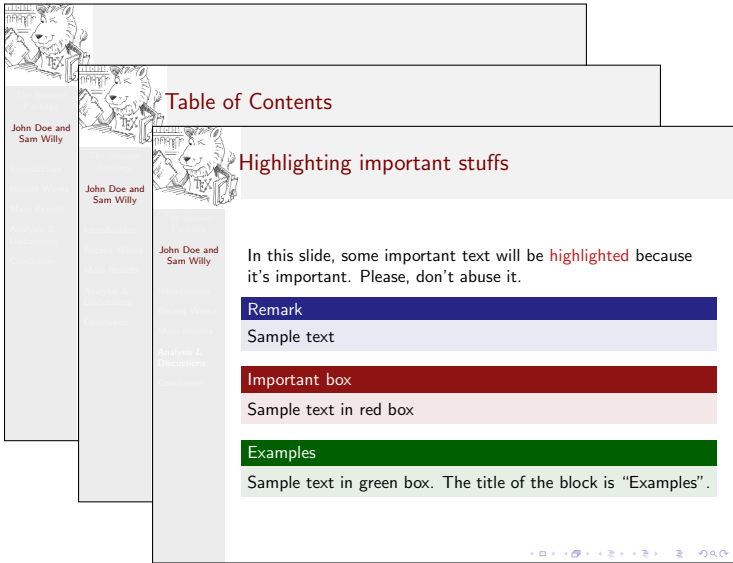 John Doe and
Sam Willy
Table of Contents
John Doe and
Sam Willy
Highlighting important stuffs
TEX
John Doe and
Sam Willy
Analysis &
Discussions
In this slide, some important text will be highlighted because
it's important. Please, don't abuse it.
Remark
Sample text
Important box
Sample text in red box
Examples
Sample text in green box. The title of the block is “Examples”.